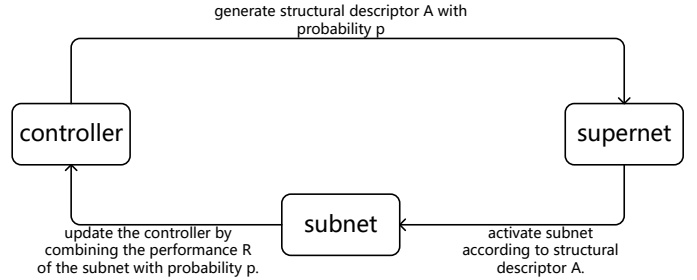 generate structural descriptor A with
probability p
controller
supernet
subnet
update the controller by
combining the performance R
of the subnet with probability p.
activate subnet
according to structural
descriptor A.